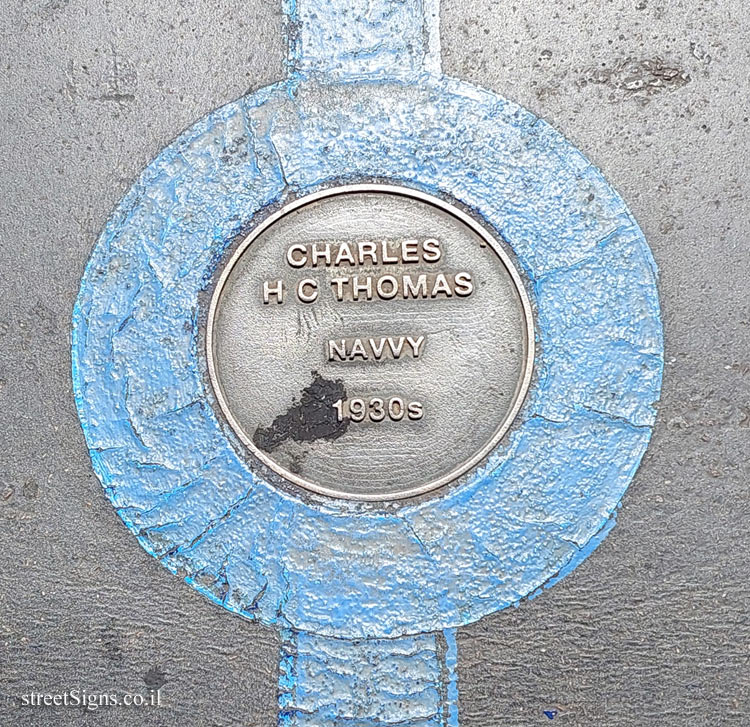 CHARLES
H C THOMAS
NAVVY
1930s
streetSigns.co.il